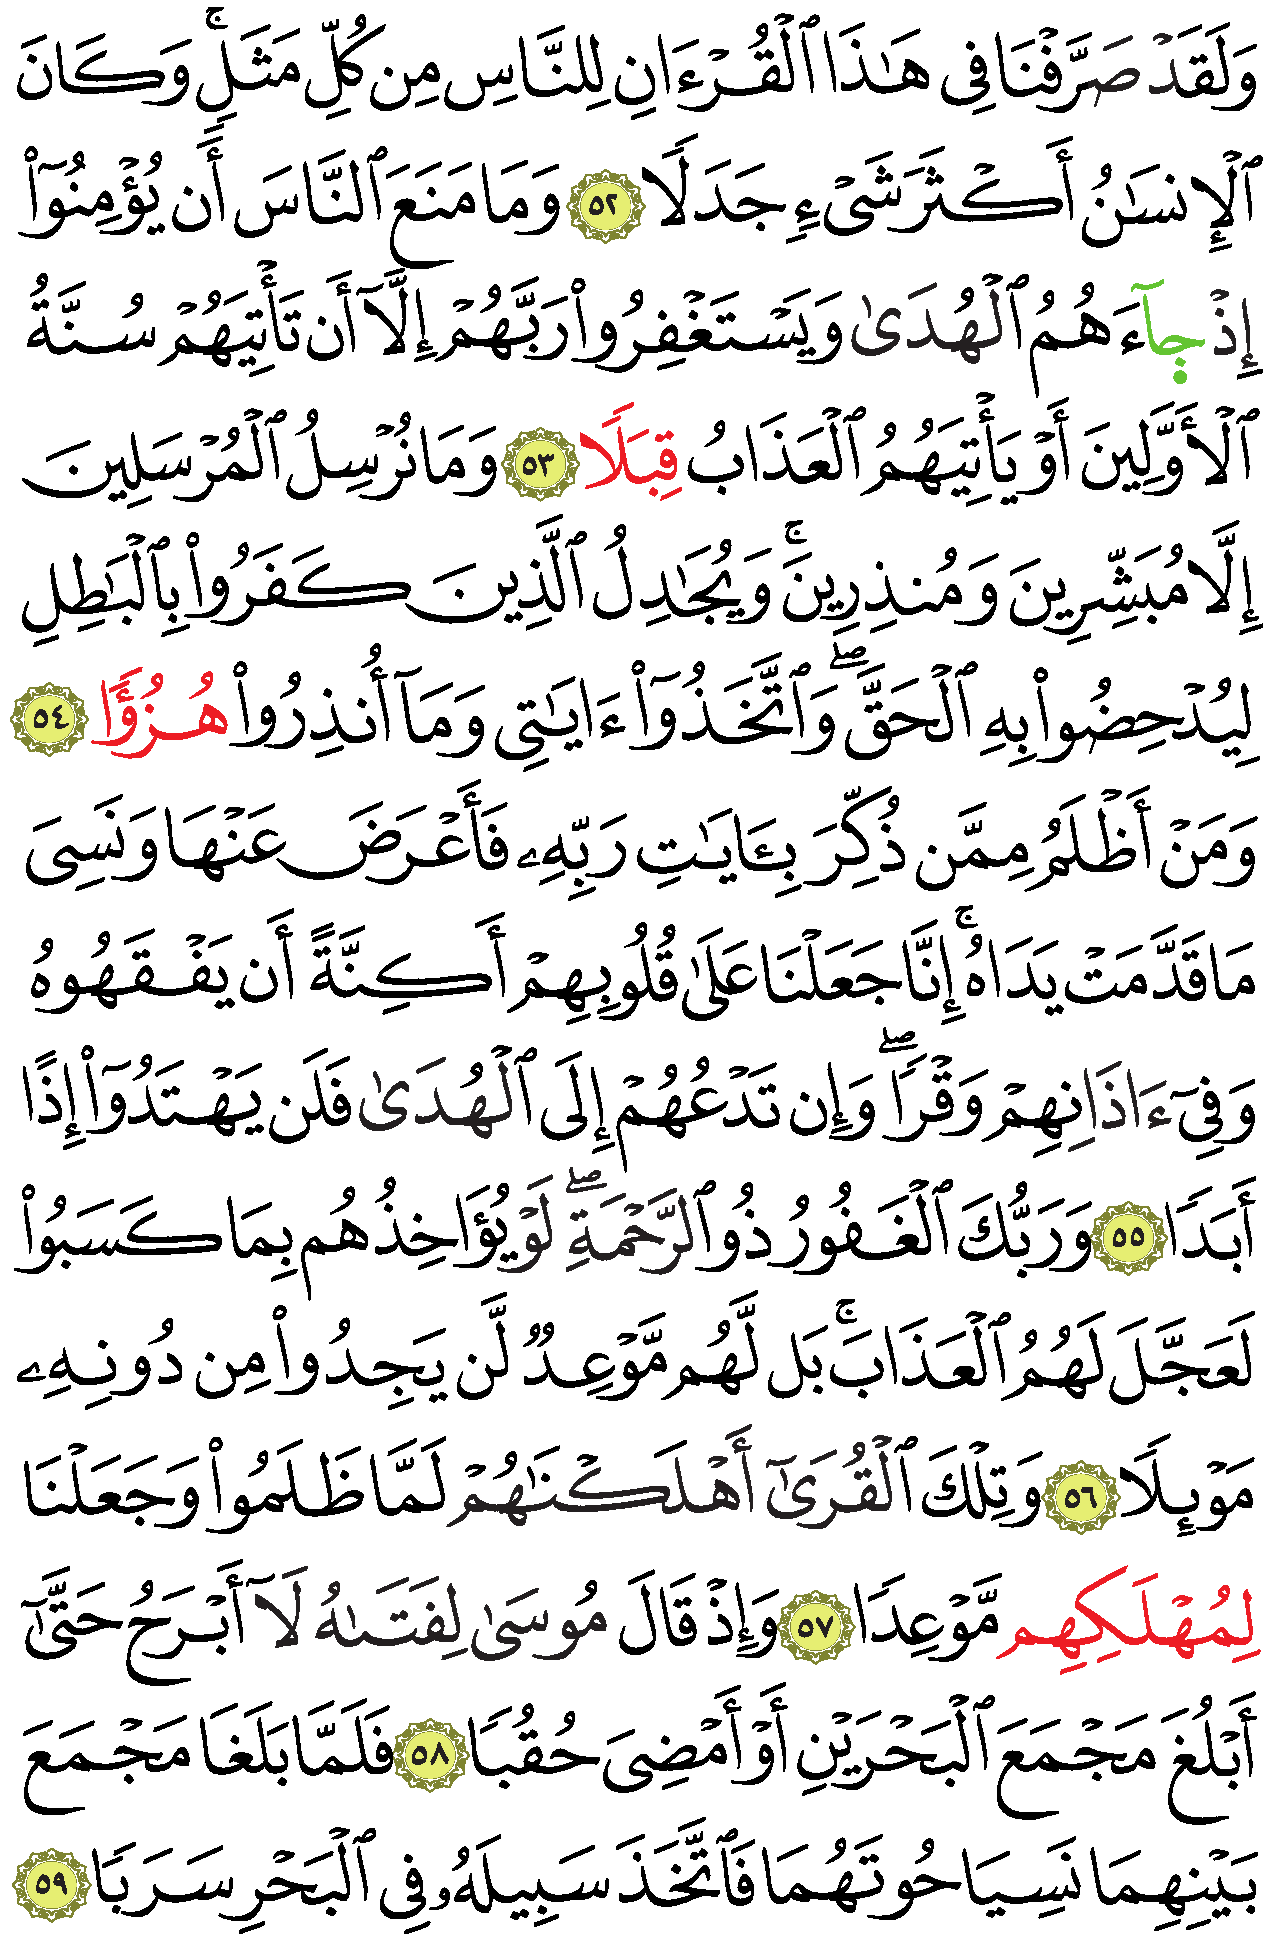 وَلَقَدۡ صَرَّفۡنَا فِي هَٰذَا ٱلۡقُرۡءَانِ لِلنَّاسِ مِن كُلِّ مَثَلٖۚ وَكَانَ
ٱلۡإِنسَٰنُ أَكۡثَرَ شَيۡءٖ جَدَلٗا ٥٢ وَمَا مَنَعَ ٱلنَّاسَ أَن يُؤۡمِنُوٓاْ
إِذۡ جَآءَهُمُ ٱلۡهُدَىٰ وَيَسۡتَغۡفِرُواْ رَبَّهُمۡ إِلَّآ أَن تَأۡتِيَهُمۡ سُنَّةُ
ٱلۡأَوَّلِينَ أَوۡ يَأۡتِيَهُمُ ٱلۡعَذَابُ قِبَلٗا ٥٣ وَمَا نُرۡسِلُ ٱلۡمُرۡسَلِينَ
إِلَّا مُبَشِّرِينَ وَمُنذِرِينَۚ وَيُجَٰدِلُ ٱلَّذِينَ كَفَرُواْ بِٱلۡبَٰطِلِ
لِيُدۡحِضُواْ بِهِ ٱلۡحَقَّۖ وَٱتَّخَذُوٓاْ ءَايَٰتِي وَمَآ أُنذِرُواْ هُزُؤٗا ٥٤
وَمَنۡ أَظۡلَمُ مِمَّن ذُكِّرَ بِـَٔايَٰتِ رَبِّهِۦ فَأَعۡرَضَ عَنۡهَا وَنَسِيَ
مَا قَدَّمَتۡ يَدَاهُۚ إِنَّا جَعَلۡنَا عَلَىٰ قُلُوبِهِمۡ أَكِنَّةً أَن يَفۡقَهُوهُ
وَفِيٓ ءَاذَانِهِمۡ وَقۡرٗاۖ وَإِن تَدۡعُهُمۡ إِلَى ٱلۡهُدَىٰ فَلَن يَهۡتَدُوٓاْ إِذًا
أَبَدٗا ٥٥ وَرَبُّكَ ٱلۡغَفُورُ ذُو ٱلرَّحۡمَةِۖ لَوۡ يُؤَاخِذُهُم بِمَا كَسَبُواْ
لَعَجَّلَ لَهُمُ ٱلۡعَذَابَۚ بَل لَّهُم مَّوۡعِدٞ لَّن يَجِدُواْ مِن دُونِهِۦ
مَوۡئِلٗا ٥٦ وَتِلۡكَ ٱلۡقُرَىٰٓ أَهۡلَكۡنَٰهُمۡ لَمَّا ظَلَمُواْ وَجَعَلۡنَا
لِمُهۡلَكِهِم مَّوۡعِدٗا ٥٧ وَإِذۡ قَالَ مُوسَىٰ لِفَتَىٰهُ لَآ أَبۡرَحُ حَتَّىٰٓ
أَبۡلُغَ مَجۡمَعَ ٱلۡبَحۡرَيۡنِ أَوۡ أَمۡضِيَ حُقُبٗا ٥٨ فَلَمَّا بَلَغَا مَجۡمَعَ
بَيۡنِهِمَا نَسِيَا حُوتَهُمَا فَٱتَّخَذَ سَبِيلَهُۥ فِي ٱلۡبَحۡرِ سَرَبٗا ٥٩